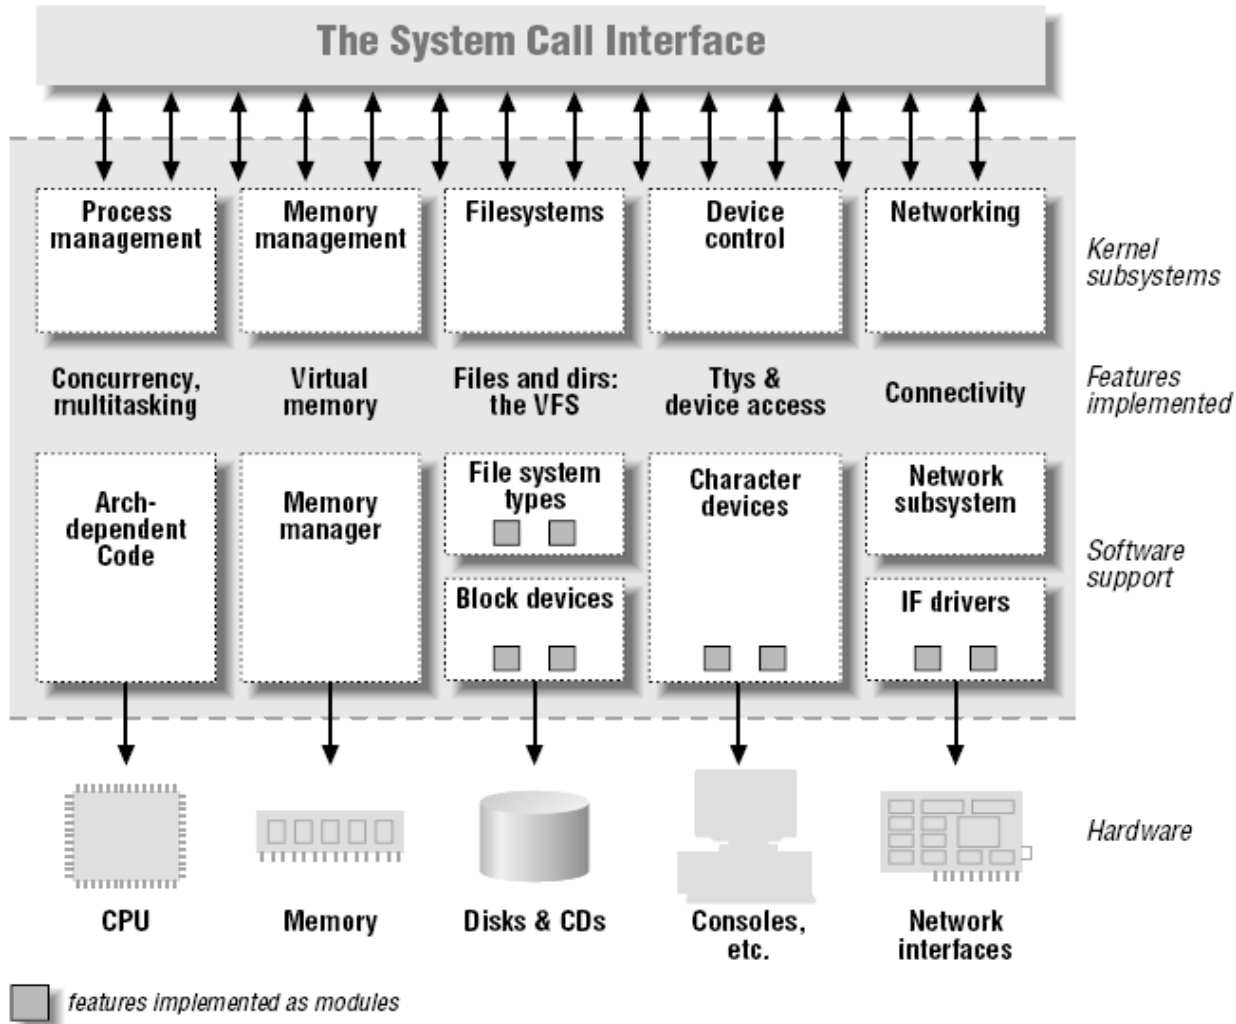 The System Call Interface
Process
management
Memory
management
Filesystems
Device
control
Networking
Kernel
subsystems
Concurrency,
multitasking
Virtual
memory
Files and dirs:
the VFS
Ttys &
device access
Connectivity
Features
implemented
Arch-
dependent
Code
Memory
manager
File system
types
Block devices
Character
devices
Network
subsystem
IF drivers
Software
support
Hardware
CPU
Memory
Disks & CDs
Consoles,
etc.
Network
interfaces
features implemented as modules